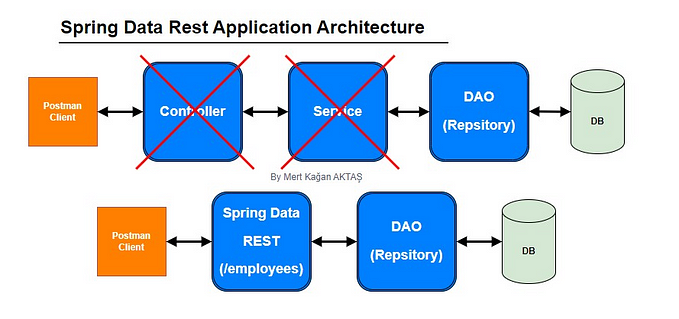 Spring Data Rest Application Architecture
Postman
Client
Controller
Service
DAO
(Repsitory)
DB
By Mert Kağan AKTAŞ
Postman
Client
Spring Data
REST
(/employees)
DAO
(Repsitory)
DB